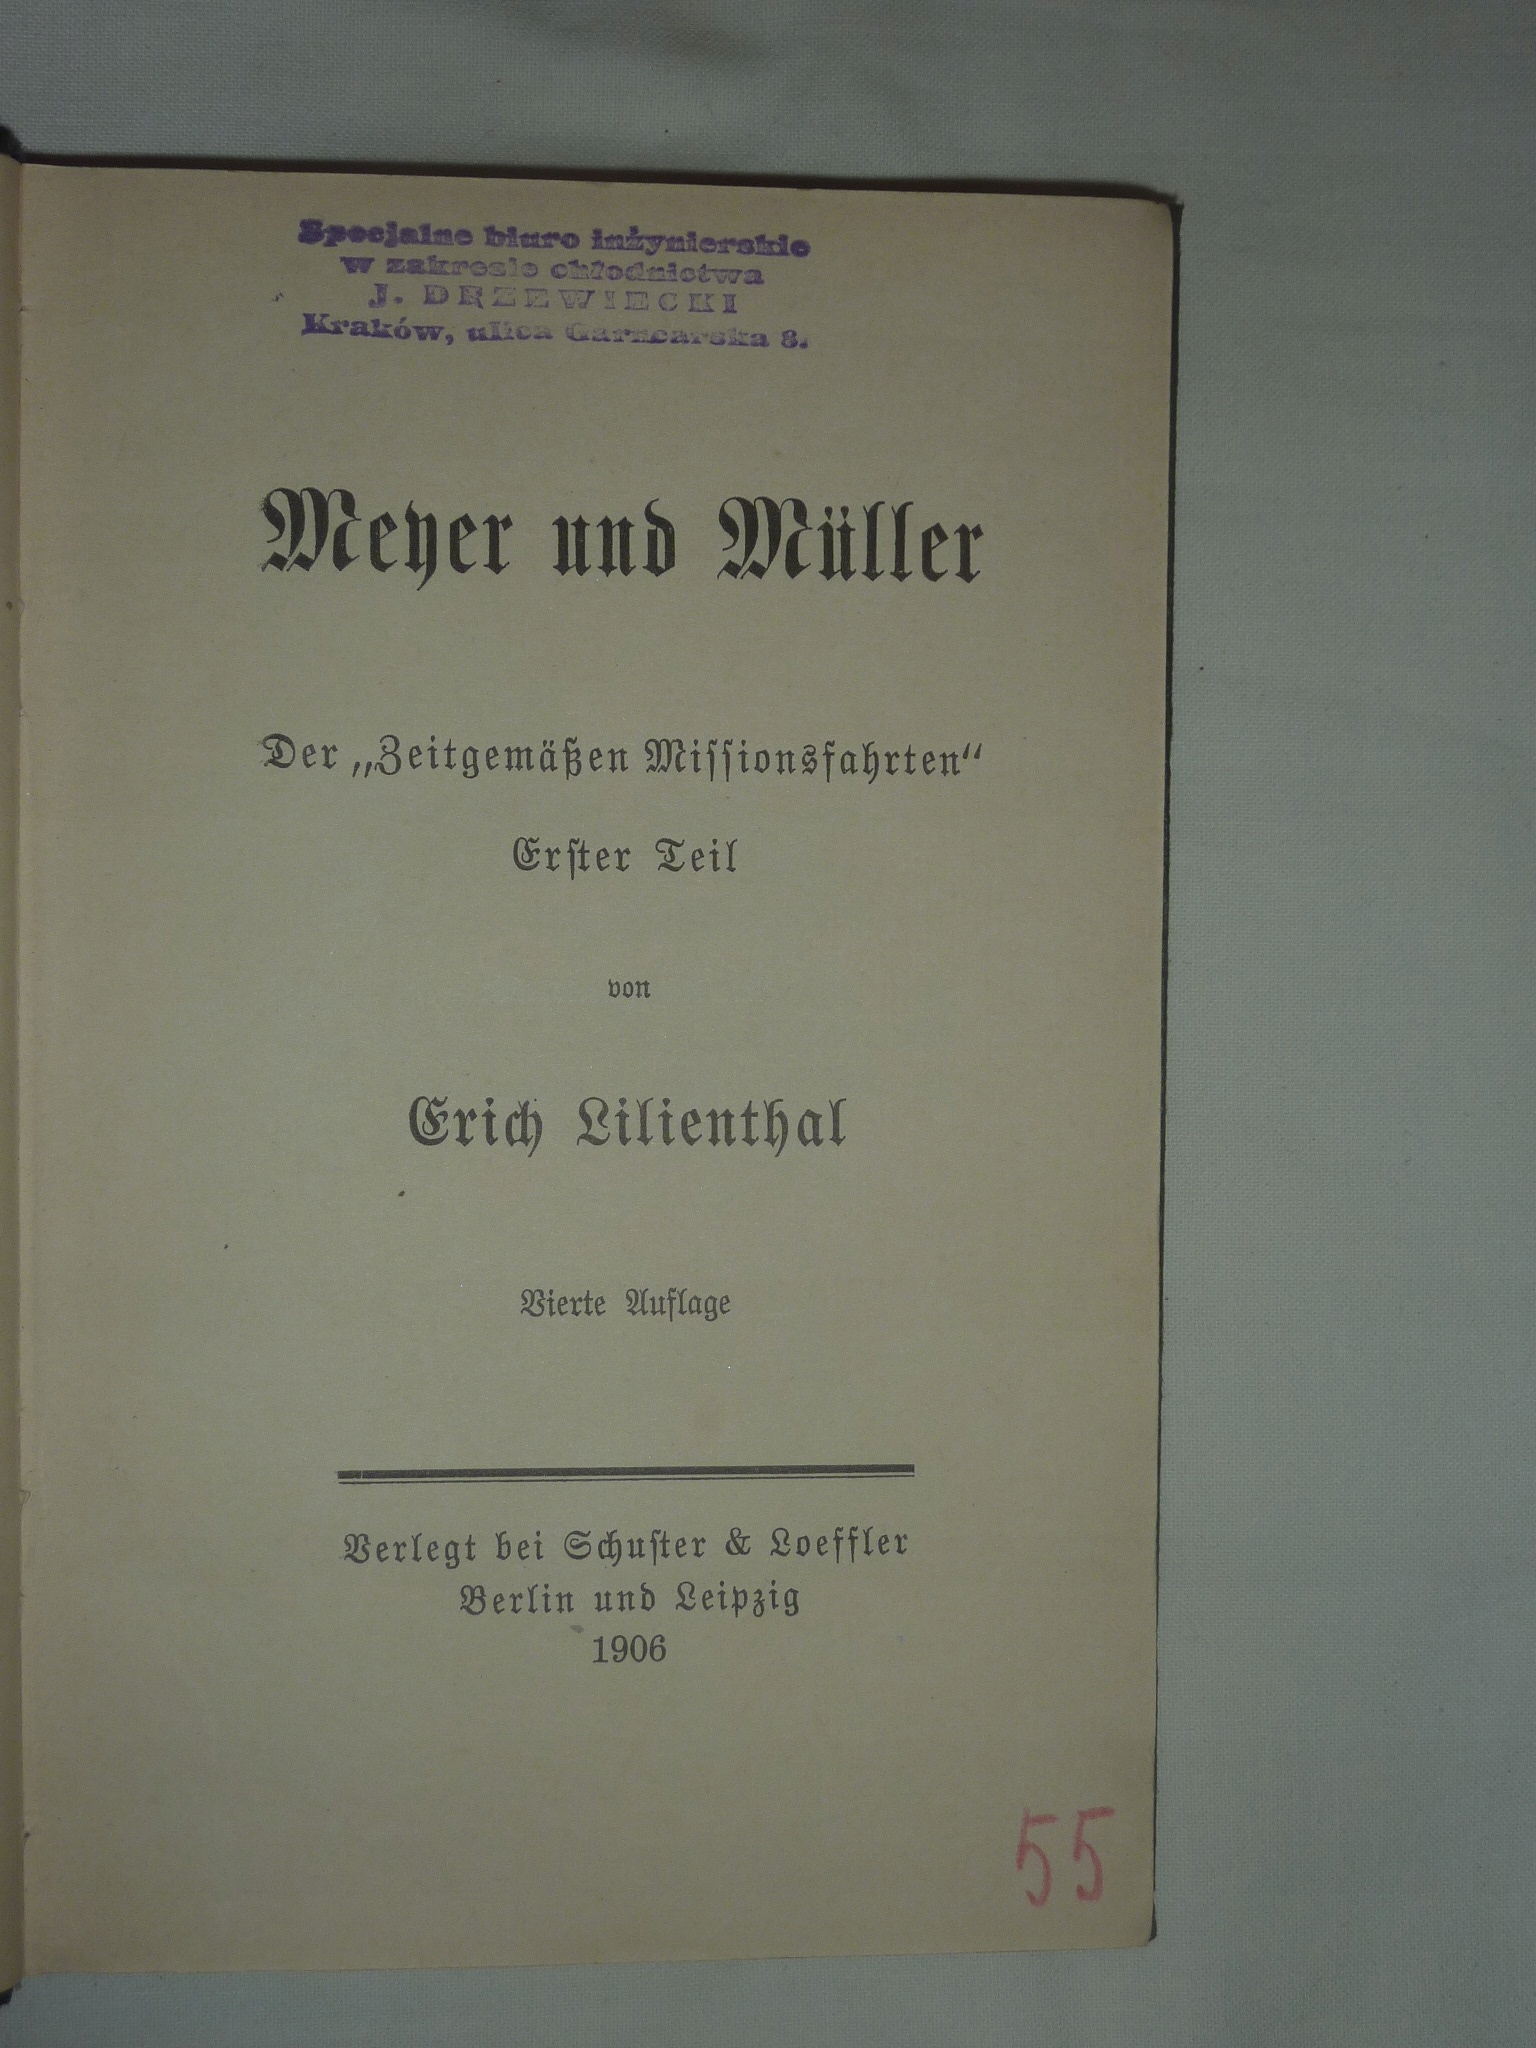 Specjalne biuro inżynierskie
w zakresie chłodnictwa
J. DRZEWIECKI
Kraków, ulica Garncarska 8.
Meyer und Müller
Der „Zeitgemäßen Missionsfahrten“
Erster Teil
von
Erich Lilienthal
Vierte Auflage
Verlegt bei Schuster & Loeffler
Berlin und Leipzig
1906
55